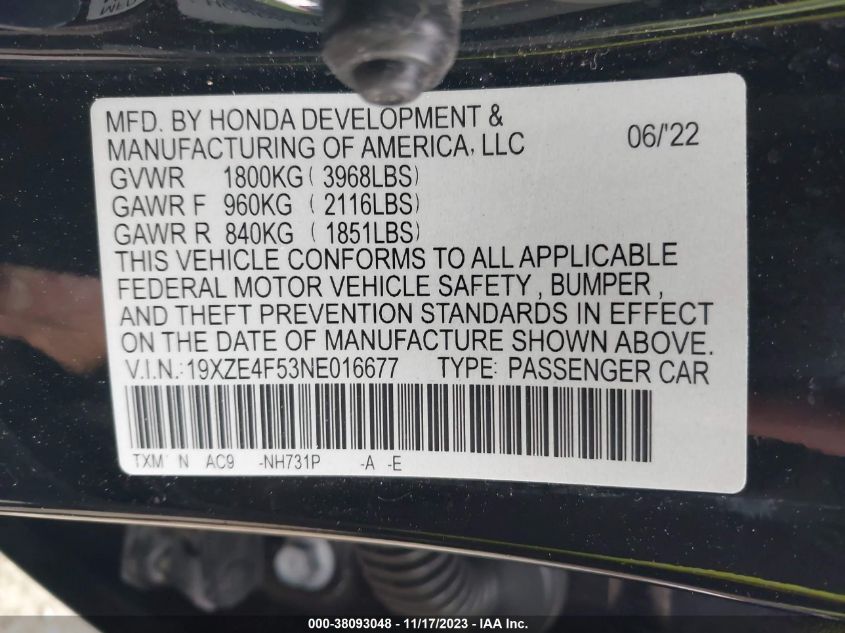 MFD. BY HONDA DEVELOPMENT &
MANUFACTURING OF AMERICA, LLC 06/'22
GVWR 1800KG ( 3968LBS)
GAWR F 960KG ( 2116LBS)
GAWR R 840KG ( 1851LBS)
THIS VEHICLE CONFORMS TO ALL APPLICABLE
FEDERAL MOTOR VEHICLE SAFETY , BUMPER ,
AND THEFT PREVENTION STANDARDS IN EFFECT
ON THE DATE OF MANUFACTURE SHOWN ABOVE.
V.I.N.: 19XZE4F53NE016677 TYPE: PASSENGER CAR
TXM N AC9 -NH731P -A -E
000-38093048 - 11/17/2023 - IAA Inc.